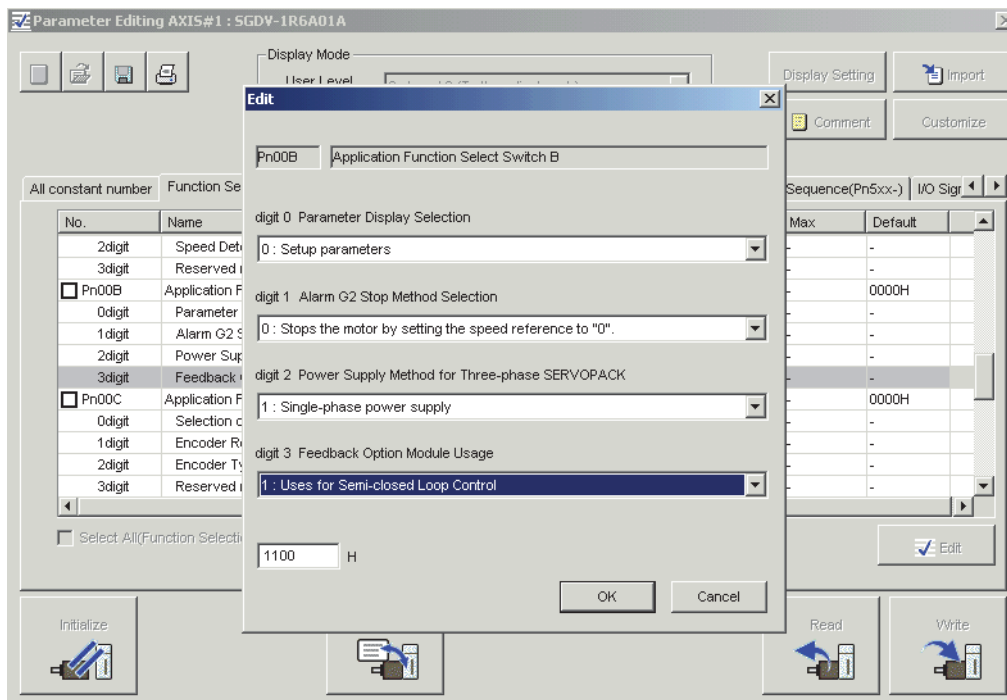 Parameter Editing AXIS#1 : SGDV-1R6A01A
Display Mode
User Level
Display Setting
Import
Comment
Customize
Edit
Pn00B
Application Function Select Switch B
All constant number
Function Se
Sequence(Pn5xx-)
I/O Sigr
No.
Name
Max
Default
2digit
Speed Det
-
-
3digit
Reserved
-
-
Pn00B
Application F
-
0000H
0digit
Parameter
-
-
1digit
Alarm G2 S
-
-
2digit
Power Sup
-
-
3digit
Feedback
-
-
Pn00C
Application F
-
0000H
0digit
Selection c
-
-
1digit
Encoder R
-
-
2digit
Encoder Ty
-
-
3digit
Reserved
-
-
digit 0 Parameter Display Selection
0 : Setup parameters
digit 1 Alarm G2 Stop Method Selection
0 : Stops the motor by setting the speed reference to "0".
digit 2 Power Supply Method for Three-phase SERVOPACK
1 : Single-phase power supply
digit 3 Feedback Option Module Usage
1 : Uses for Semi-closed Loop Control
1100
H
OK
Cancel
Select All(Function Selecti
Edit
Initialize
Read
Write